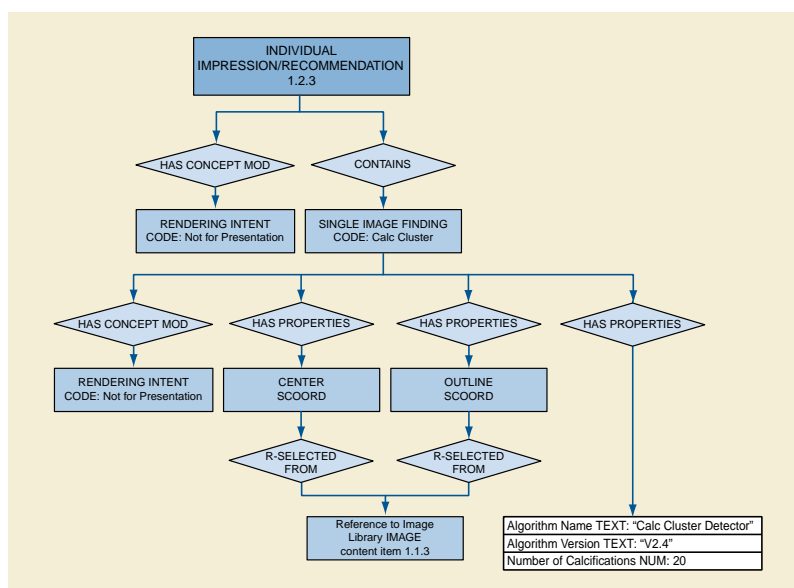 INDIVIDUAL
IMPRESSION/RECOMMENDATION
1.2.3
HAS CONCEPT MOD
CONTAINS
RENDERING INTENT
CODE: Not for Presentation
SINGLE IMAGE FINDING
CODE: Calc Cluster
HAS CONCEPT MOD
HAS PROPERTIES
HAS PROPERTIES
HAS PROPERTIES
RENDERING INTENT
CODE: Not for Presentation
CENTER
SCOORD
OUTLINE
SCOORD
R-SELECTED
FROM
R-SELECTED
FROM
Reference to Image
Library IMAGE
content item 1.1.3
Algorithm Name TEXT: “Calc Cluster Detector”
Algorithm Version TEXT: “V2.4”
Number of Calcifications NUM: 20